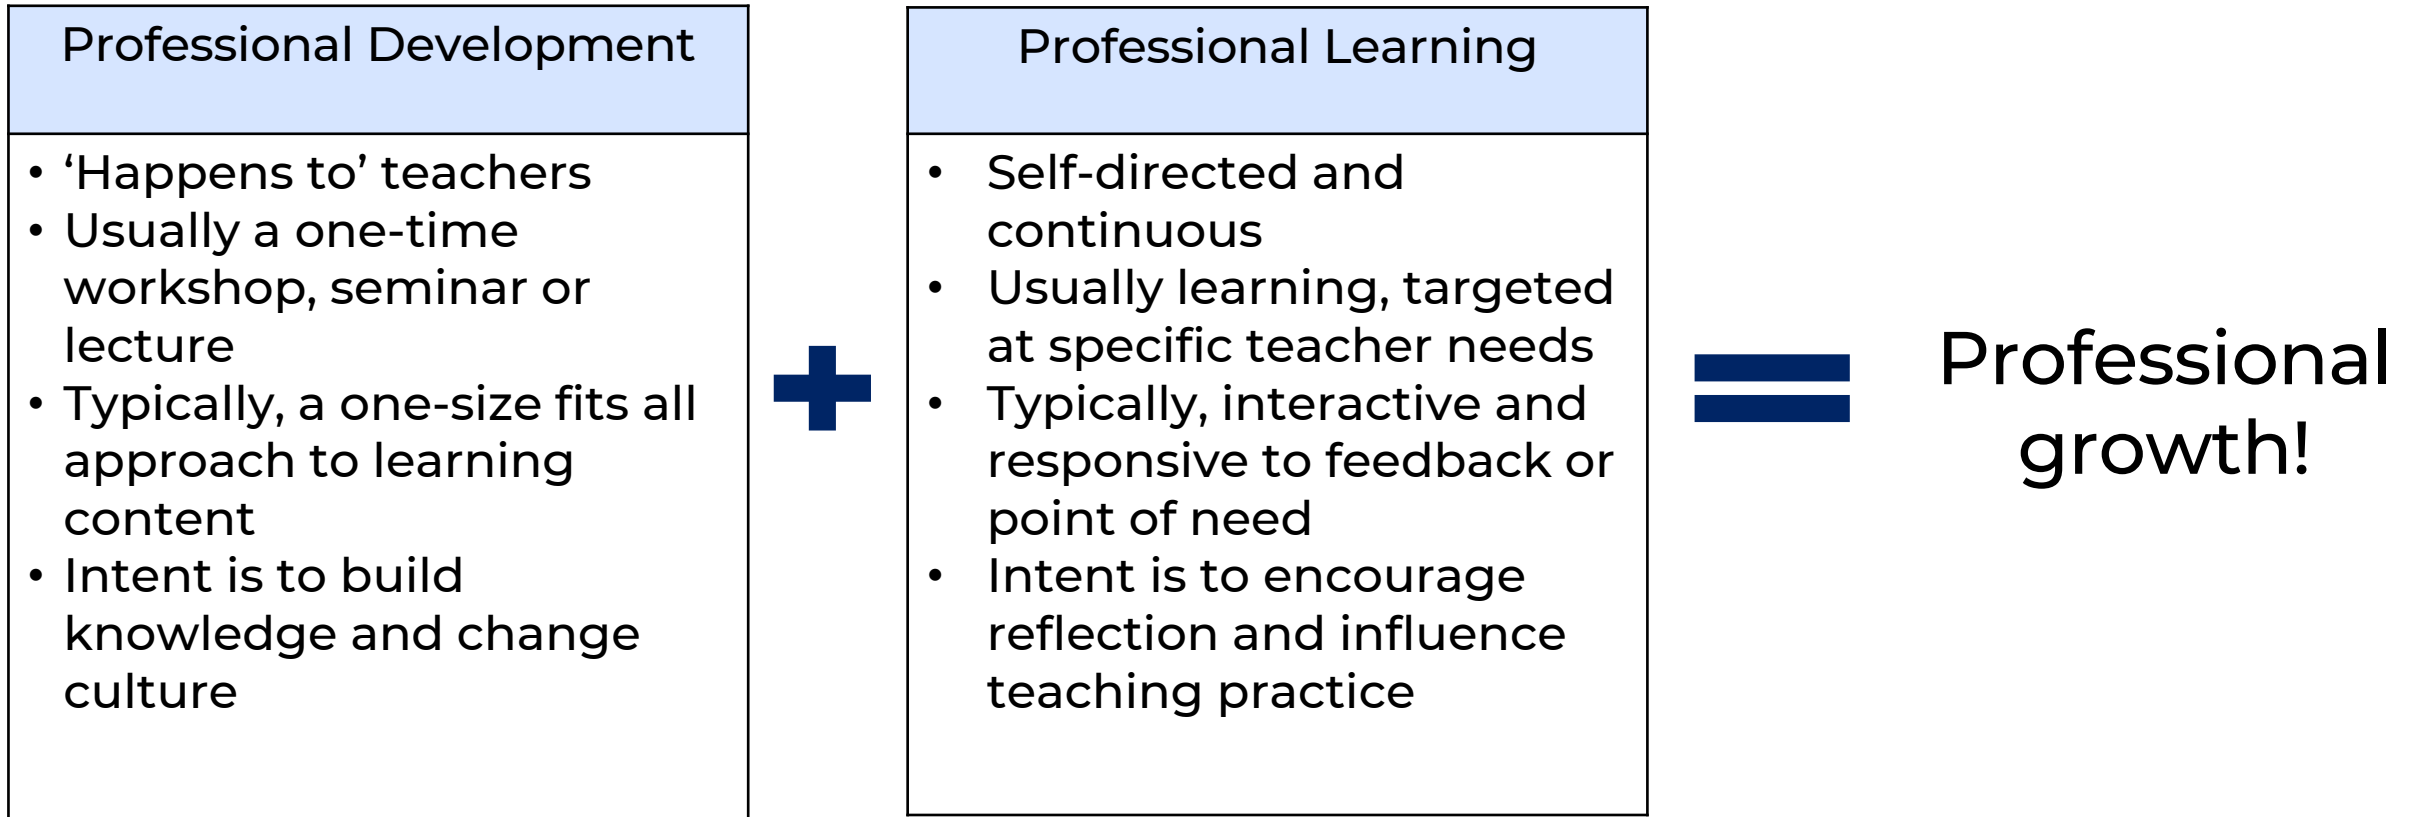 Professional Development
• ‘Happens to’ teachers
• Usually a one-time
workshop, seminar or
lecture
• Typically, a one-size fits all
approach to learning
content
• Intent is to build
knowledge and change
culture
+
Professional Learning
• Self-directed and
continuous
• Usually learning, targeted
at specific teacher needs
• Typically, interactive and
responsive to feedback or
point of need
• Intent is to encourage
reflection and influence
teaching practice
=
Professional
growth!